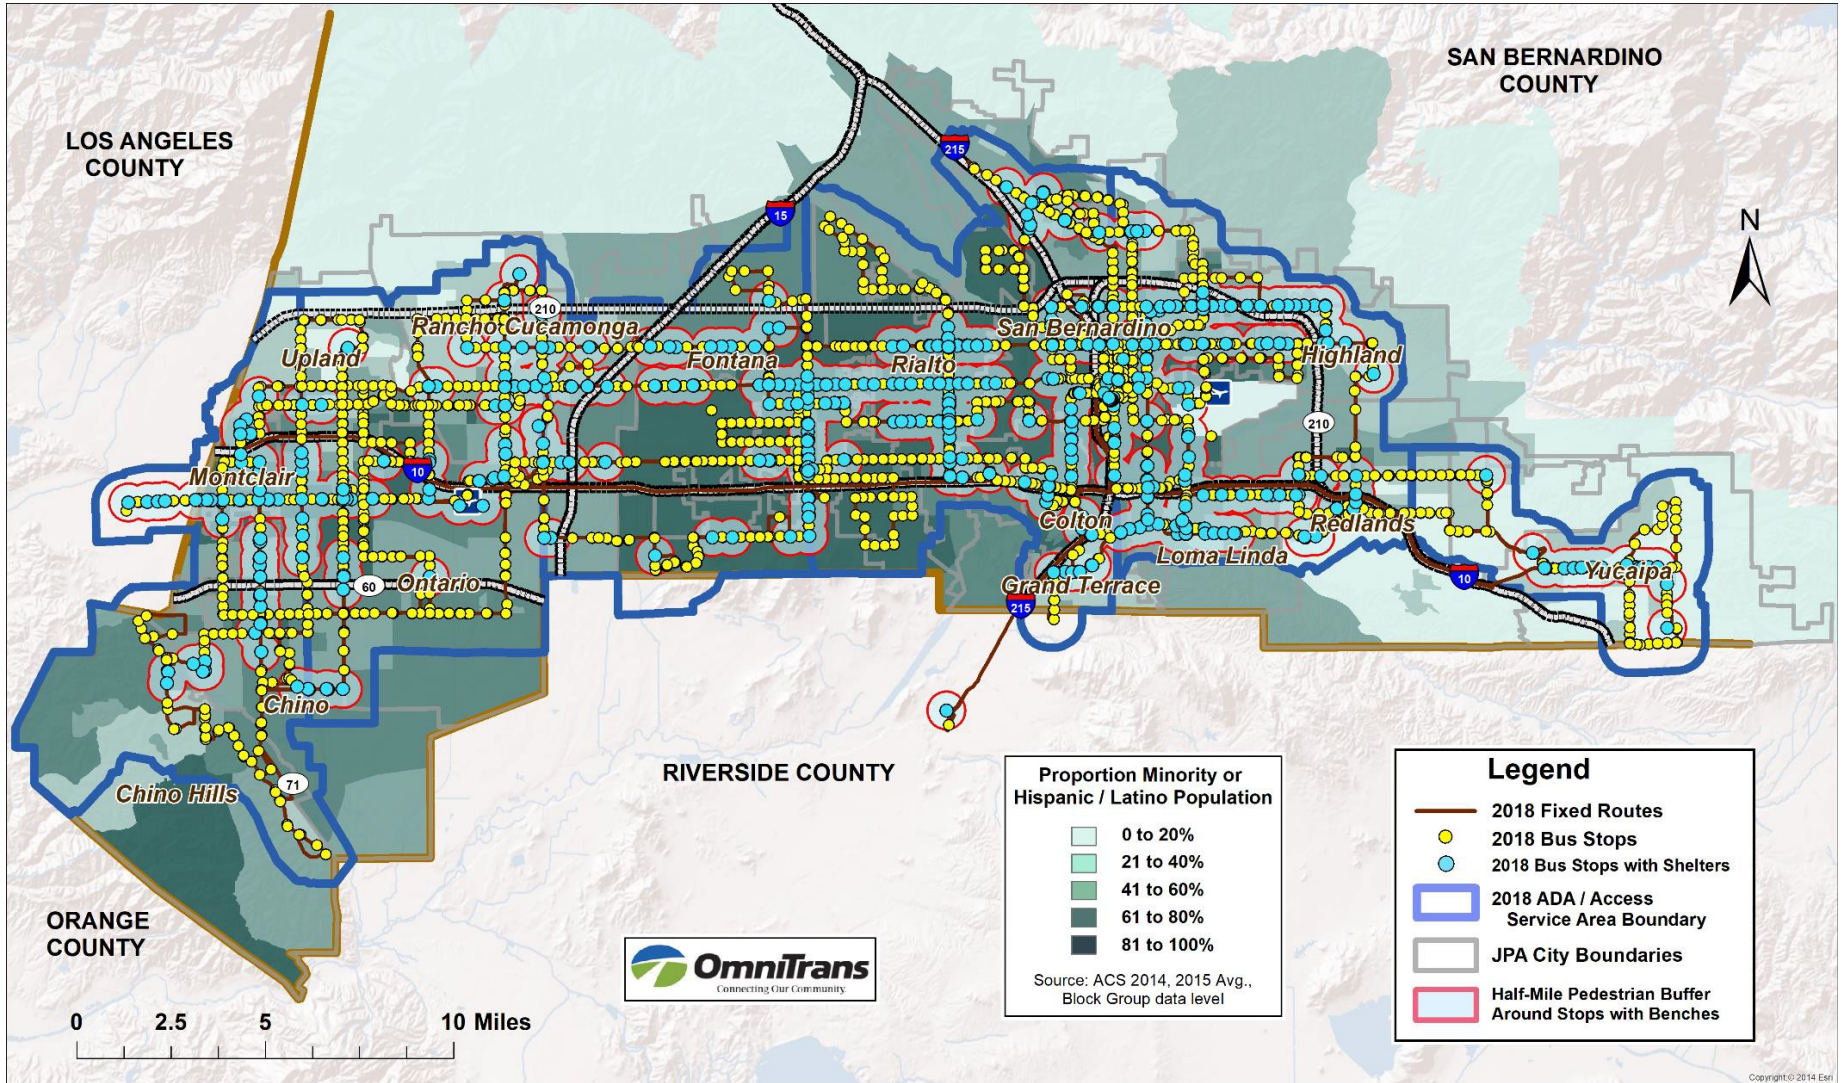 SAN BERNARDINO
COUNTY
LOS ANGELES
COUNTY
N
215
15
210
Rancho Cucamonga
San Bernardino
Upland
Fontana
Rialto
Highland
210
10
Montclair
Colton
Redlands
Loma Linda
60
Ontario
Grand Terrace
10
Yucaipa
215
Chino
RIVERSIDE COUNTY
71
Chino Hills
ORANGE
COUNTY
Proportion Minority or
Hispanic / Latino Population
0 to 20%
21 to 40%
41 to 60%
61 to 80%
81 to 100%
Source: ACS 2014, 2015 Avg.,
Block Group data level
Legend
2018 Fixed Routes
2018 Bus Stops
2018 Bus Stops with Shelters
2018 ADA / Access
Service Area Boundary
JPA City Boundaries
Half-Mile Pedestrian Buffer
Around Stops with Benches
OmniTrans
Connecting Our Community.
0 2.5 5 10 Miles
Copyright:© 2014 Esri